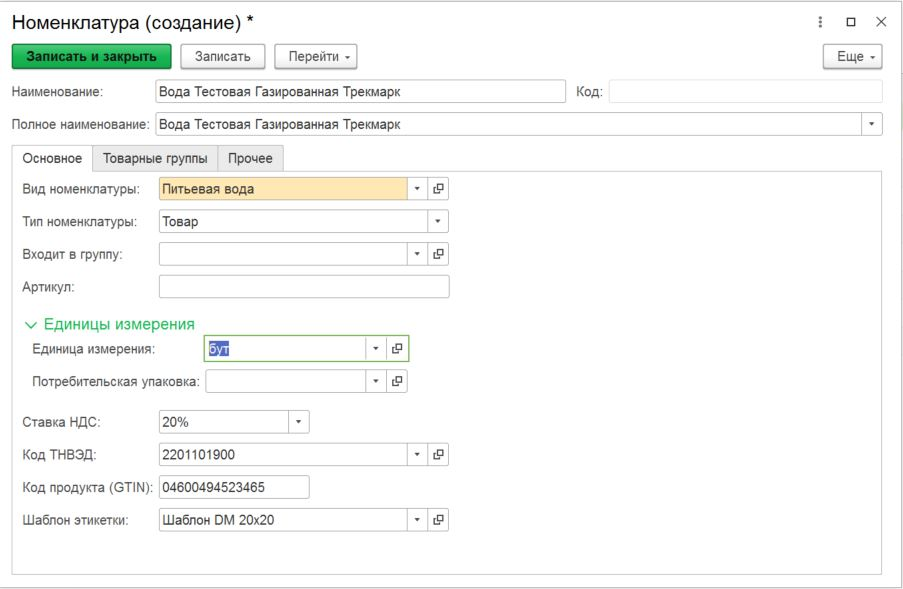 Номенклатура (создание) *
Записать и закрыть Записать Перейти Еще
Наименование: Вода Тестовая Газированная Трекмарк Код:
Полное наименование: Вода Тестовая Газированная Трекмарк
Основное Товарные группы Прочее
Вид номенклатуры: Питьевая вода
Тип номенклатуры: Товар
Входит в группу:
Артикул:
Единицы измерения
Единица измерения: бут
Потребительская упаковка:
Ставка НДС: 20%
Код ТНВЭД: 2201101900
Код продукта (GTIN): 04600494523465
Шаблон этикетки: Шаблон DM 20x20